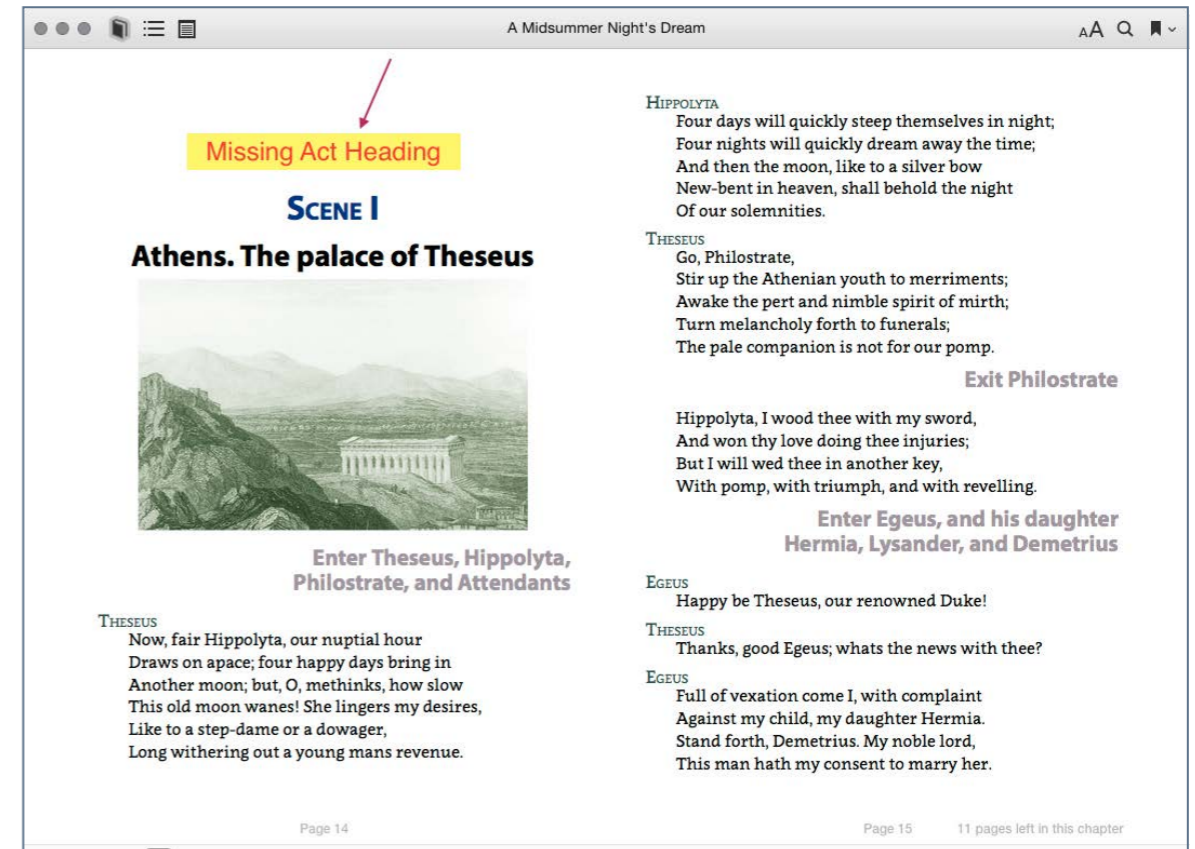 A Midsummer Night's Dream
AA
Missing Act Heading
SCENE I
Athens. The palace of Theseus
Enter Theseus, Hippolyta,
Philostrate, and Attendants
THESEUS
Now, fair Hippolyta, our nuptial hour
Draws on apace; four happy days bring in
Another moon; but, O, methinks, how slow
This old moon wanes! She lingers my desires,
Like to a step-dame or a dowager,
Long withering out a young mans revenue.
Page 14
HIPPOLYTA
Four days will quickly steep themselves in night;
Four nights will quickly dream away the time;
And then the moon, like to a silver bow
New-bent in heaven, shall behold the night
Of our solemnities.
THESEUS
Go, Philostrate,
Stir up the Athenian youth to merriments;
Awake the pert and nimble spirit of mirth;
Turn melancholy forth to funerals;
The pale companion is not for our pomp.
Exit Philostrate
Hippolyta, I wood thee with my sword,
And won thy love doing thee injuries;
But I will wed thee in another key,
With pomp, with triumph, and with revelling.
Enter Egeus, and his daughter
Hermia, Lysander, and Demetrius
EGEUS
Happy be Theseus, our renowned Duke!
THESEUS
Thanks, good Egeus; whats the news with thee?
EGEUS
Full of vexation come I, with complaint
Against my child, my daughter Hermia.
Stand forth, Demetrius. My noble lord,
This man hath my consent to marry her.
Page 15 11 pages left in this chapter